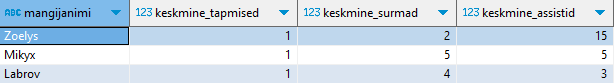 mangijanimi 123 keskmine_tapmised 123 keskmine_surmad 123 keskmine_assistid
Zoelys 1 2 15
Mikyx 1 5 5
Labrov 1 4 3